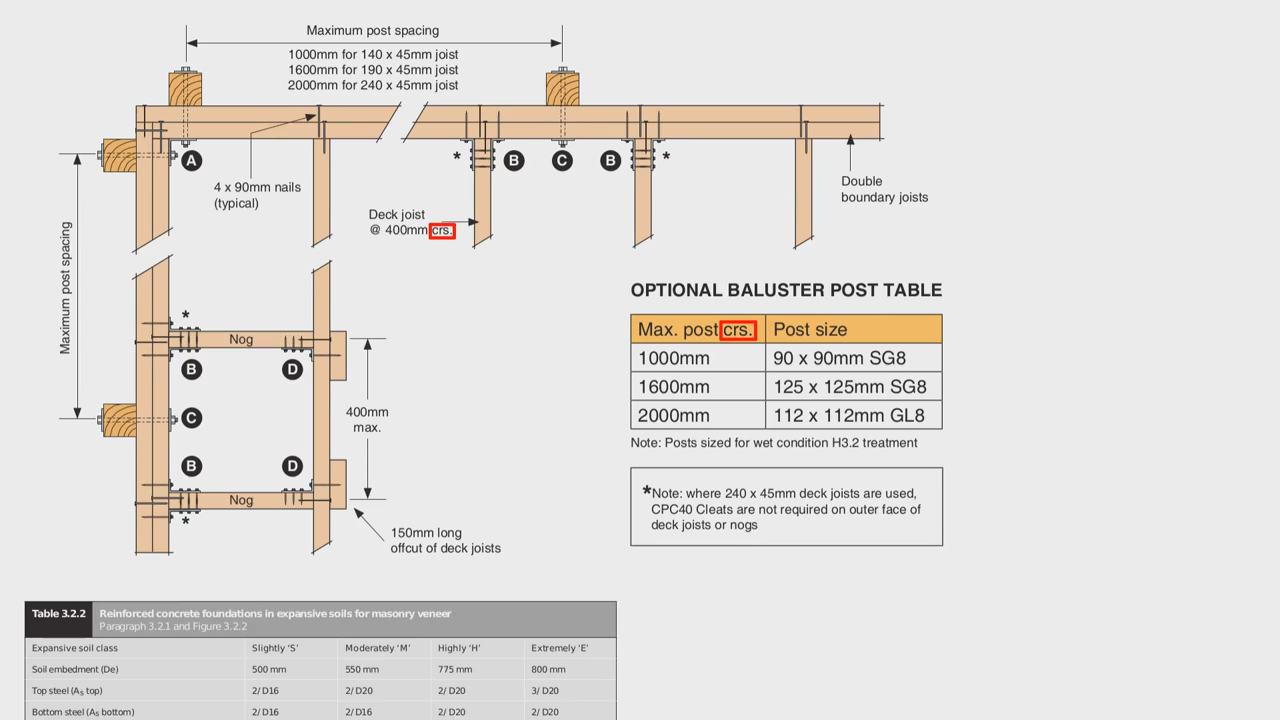 Maximum post spacing
1000mm for 140 x 45mm joist
1600mm for 190 x 45mm joist
2000mm for 240 x 45mm joist
A
*
B
C
B
*
4 x 90mm nails
(typical)
Double
boundary joists
Deck joist
@ 400mm crs.
Maximum post spacing
*
Nog
B
D
C
400mm
max.
B
D
Nog
*
150mm long
offcut of deck joists
OPTIONAL BALUSTER POST TABLE
Max. post crs. Post size
1000mm 90 x 90mm SG8
1600mm 125 x 125mm SG8
2000mm 112 x 112mm GL8
Note: Posts sized for wet condition H3.2 treatment
*Note: where 240 x 45mm deck joists are used,
CPC40 Cleats are not required on outer face of
deck joists or nogs
Table 3.2.2 Reinforced concrete foundations in expansive soils for masonry veneer
Paragraph 3.2.1 and Figure 3.2.2
Expansive soil class Slightly 'S' Moderately 'M' Highly 'H' Extremely 'E'
Soil embedment (De) 500 mm 550 mm 775 mm 800 mm
Top steel (As top) 2/ D16 2/ D20 2/ D20 3/ D20
Bottom steel (As bottom) 2/ D16 2/ D16 2/ D20 2/ D20